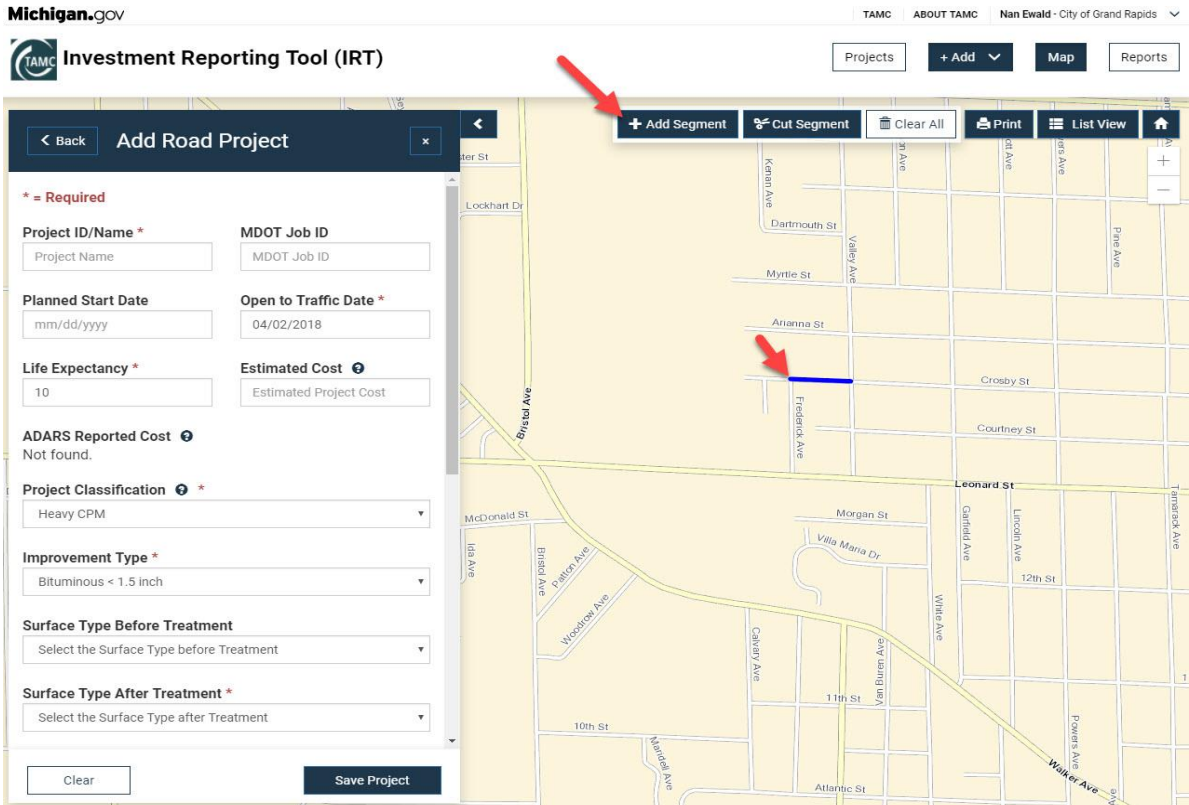 Michigan.gov
TAMC ABOUT TAMC Nan Ewald - City of Grand Rapids
TAMC Investment Reporting Tool (IRT)
Projects + Add Map Reports
< Back Add Road Project ×
+ Add Segment Cut Segment Clear All Print List View
* = Required
Project ID/Name * MDOT Job ID
Project Name MDOT Job ID
Planned Start Date Open to Traffic Date *
mm/dd/yyyy 04/02/2018
Life Expectancy * Estimated Cost ?
10 Estimated Project Cost
ADARS Reported Cost ?
Not found.
Project Classification ? *
Heavy CPM
Improvement Type *
Bituminous < 1.5 inch
Surface Type Before Treatment
Select the Surface Type before Treatment
Surface Type After Treatment *
Select the Surface Type after Treatment
Clear Save Project
+
−
Lockhart Dr
Kenan Ave
Dartmouth St
Valley Ave
Pine Ave
Myrtle St
Arianna St
Crosby St
Bristol Ave
Frederick Ave
Courtney St
Leonard St
Tamarack Ave
McDonald St
Morgan St
Garfield Ave
Lincoln Ave
Villa Maria Dr
Ida Ave
Bristol Ave
Patton Ave
12th St
Woodrow Ave
White Ave
Calvary Ave
Van Buren Ave
11th St
10th St
Powers Ave
Maridell Ave
Walker Ave
Atlantic St